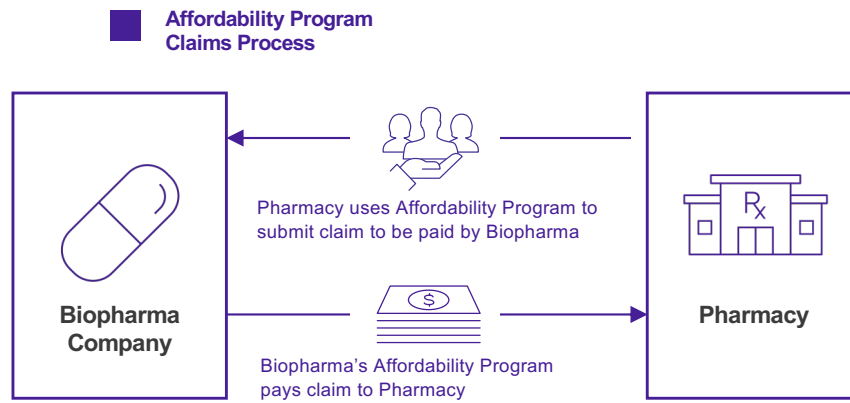 Affordability Program
Claims Process
Pharmacy uses Affordability Program to
submit claim to be paid by Biopharma
Rx
$
Biopharma
Company
Pharmacy
Biopharma’s Affordability Program
pays claim to Pharmacy